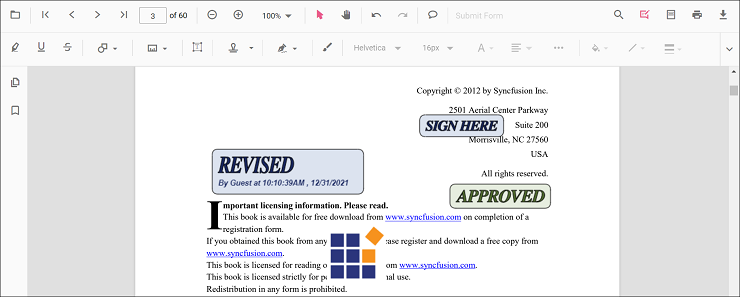 3 of 60 100% Submit Form
Helvetica 16px A
Copyright © 2012 by Syncfusion Inc.
2501 Aerial Center Parkway
SIGN HERE Suite 200
Morrisville, NC 27560
USA
REVISED
By Guest at 10:10:39AM , 12/31/2021
All rights reserved.
APPROVED
Important licensing information. Please read.
This book is available for free download from www.syncfusion.com on completion of a
registration form.
If you obtained this book from any ase register and download a free copy from
www.syncfusion.com.
This book is licensed for reading o om www.syncfusion.com.
This book is licensed strictly for p al use.
Redistribution in any form is prohibited.